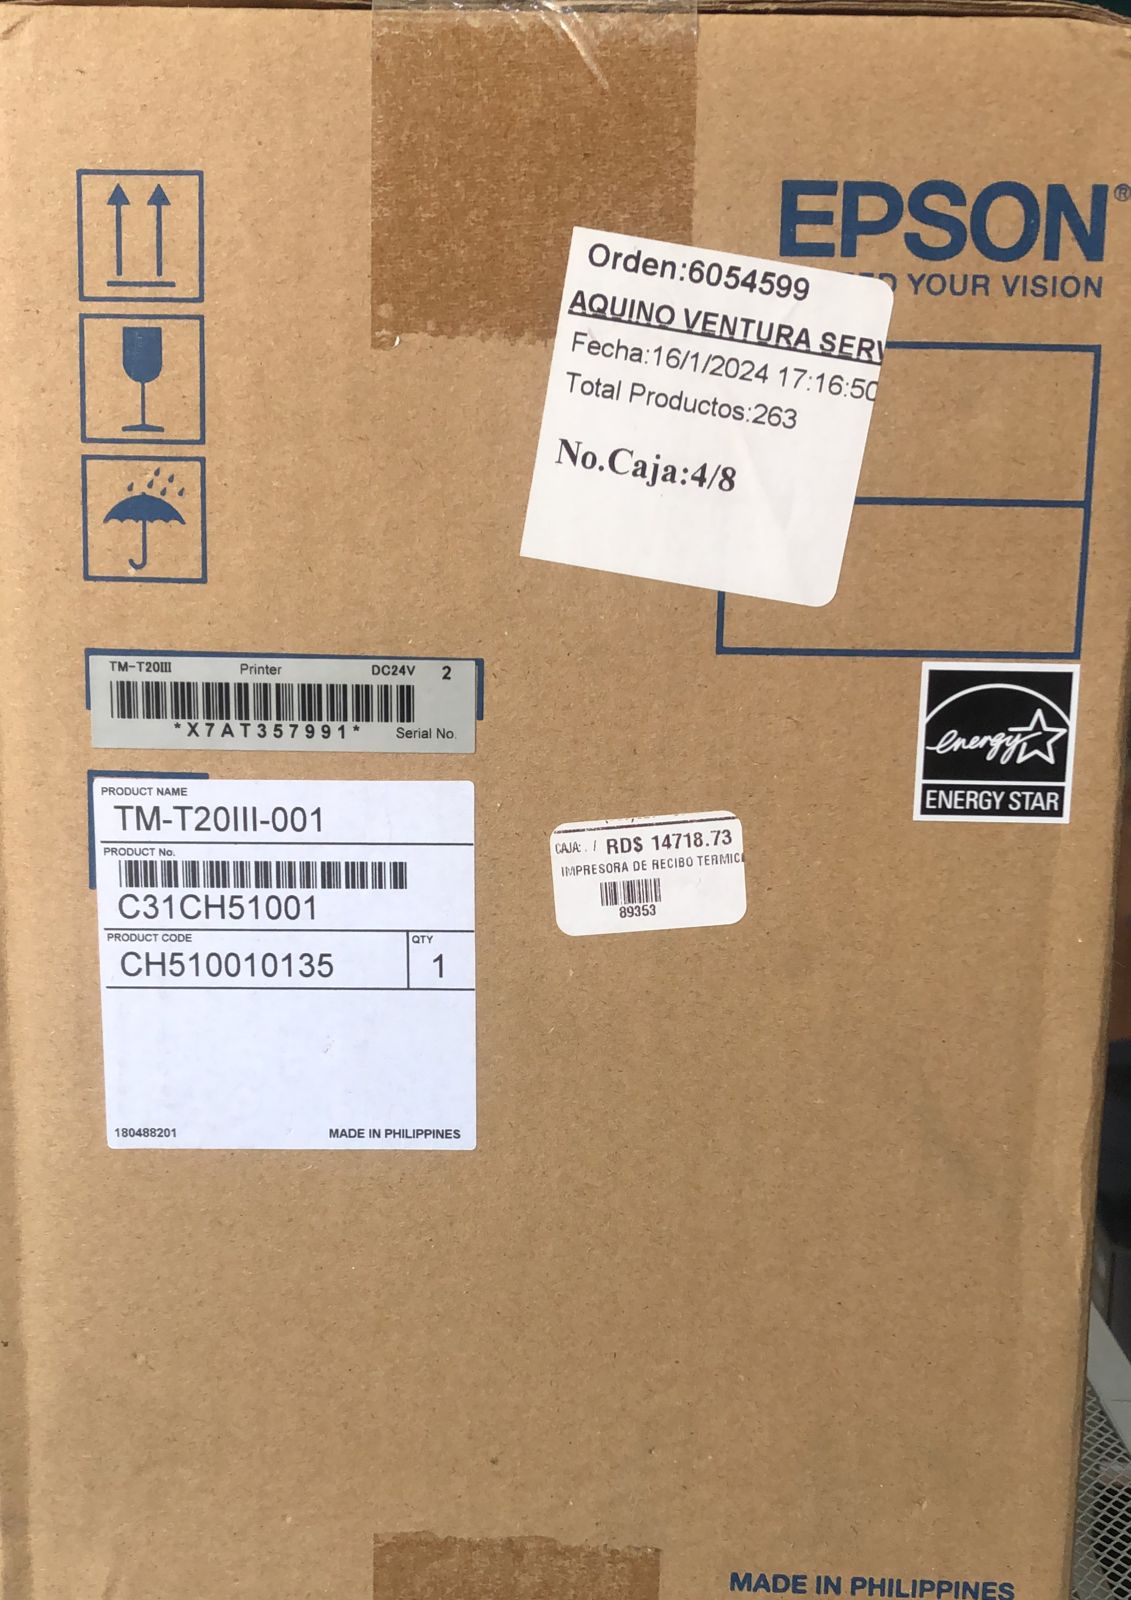 EPSON®
YOUR VISION
Orden:6054599
AQUINO VENTURA SERV
Fecha:16/1/2024 17:16:50
Total Productos:263
No.Caja:4/8
TM-T20III Printer DC24V 2
*X7AT357991* Serial No.
energy
ENERGY STAR
PRODUCT NAME
TM-T20III-001
PRODUCT No.
C31CH51001
PRODUCT CODE QTY
CH510010135 1
180488201 MADE IN PHILIPPINES
CAJA: . / RD$ 14718.73
IMPRESORA DE RECIBO TERMIC
89353
MADE IN PHILIPPINES